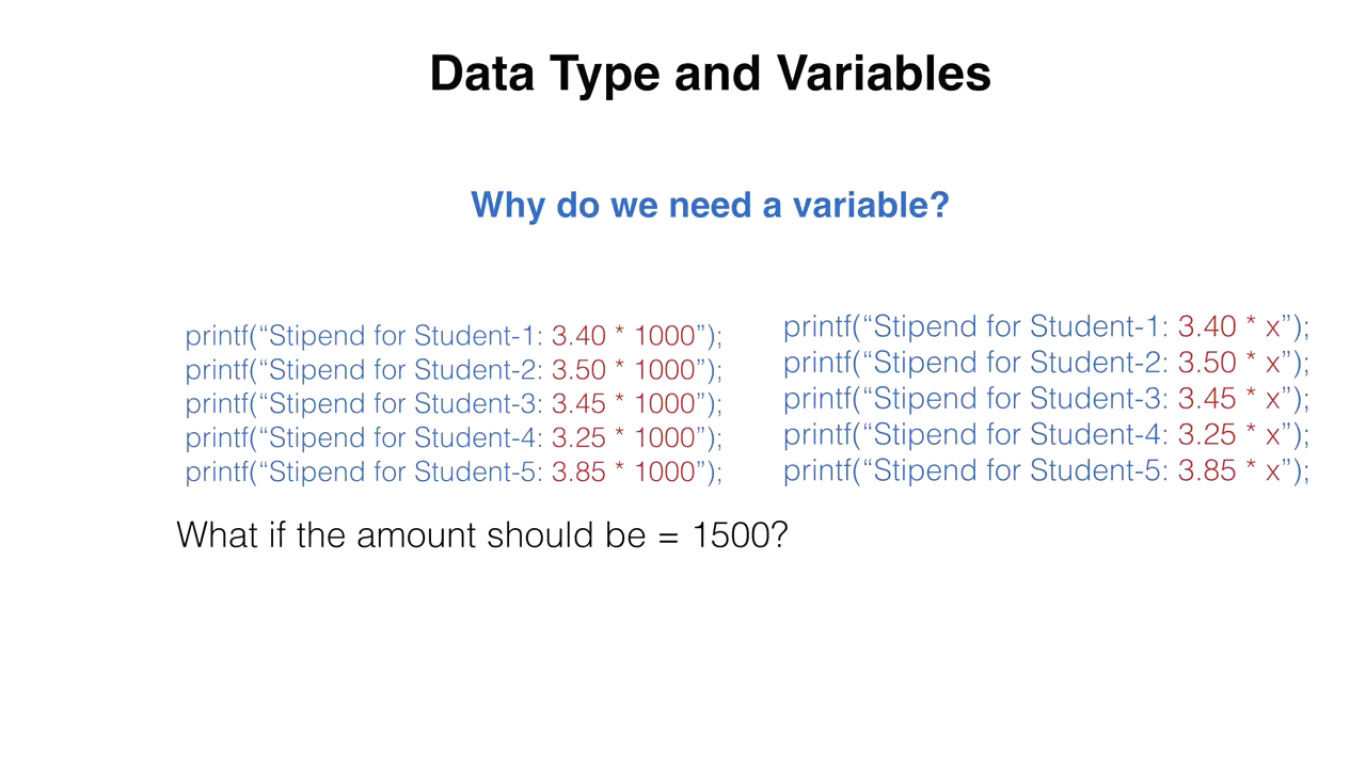 Data Type and Variables
Why do we need a variable?
printf(“Stipend for Student-1: 3.40 * 1000”);
printf(“Stipend for Student-2: 3.50 * 1000”);
printf(“Stipend for Student-3: 3.45 * 1000”);
printf(“Stipend for Student-4: 3.25 * 1000”);
printf(“Stipend for Student-5: 3.85 * 1000”);
What if the amount should be = 1500?
printf(“Stipend for Student-1: 3.40 * x”);
printf(“Stipend for Student-2: 3.50 * x”);
printf(“Stipend for Student-3: 3.45 * x”);
printf(“Stipend for Student-4: 3.25 * x”);
printf(“Stipend for Student-5: 3.85 * x”);